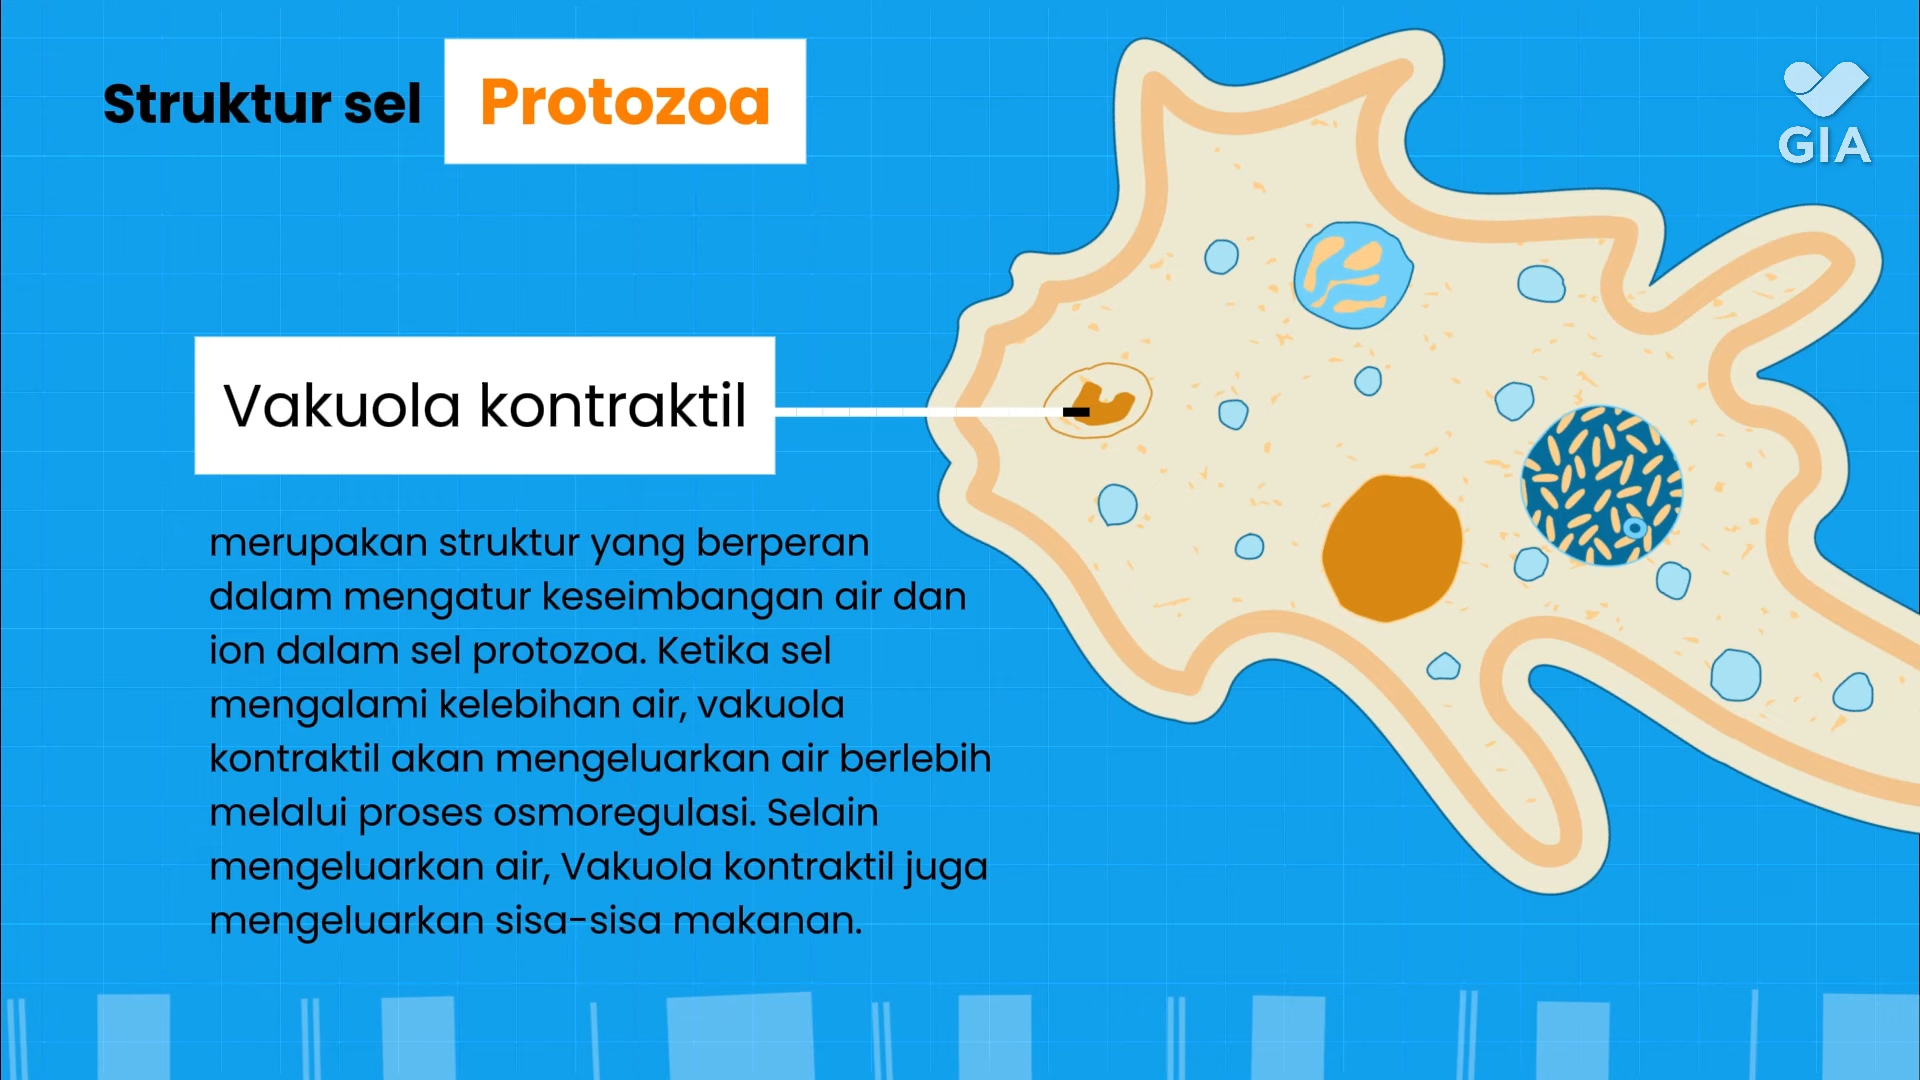 Struktur sel Protozoa
GIA
Vakuola kontraktil
merupakan struktur yang berperan
dalam mengatur keseimbangan air dan
ion dalam sel protozoa. Ketika sel
mengalami kelebihan air, vakuola
kontraktil akan mengeluarkan air berlebih
melalui proses osmoregulasi. Selain
mengeluarkan air, Vakuola kontraktil juga
mengeluarkan sisa-sisa makanan.